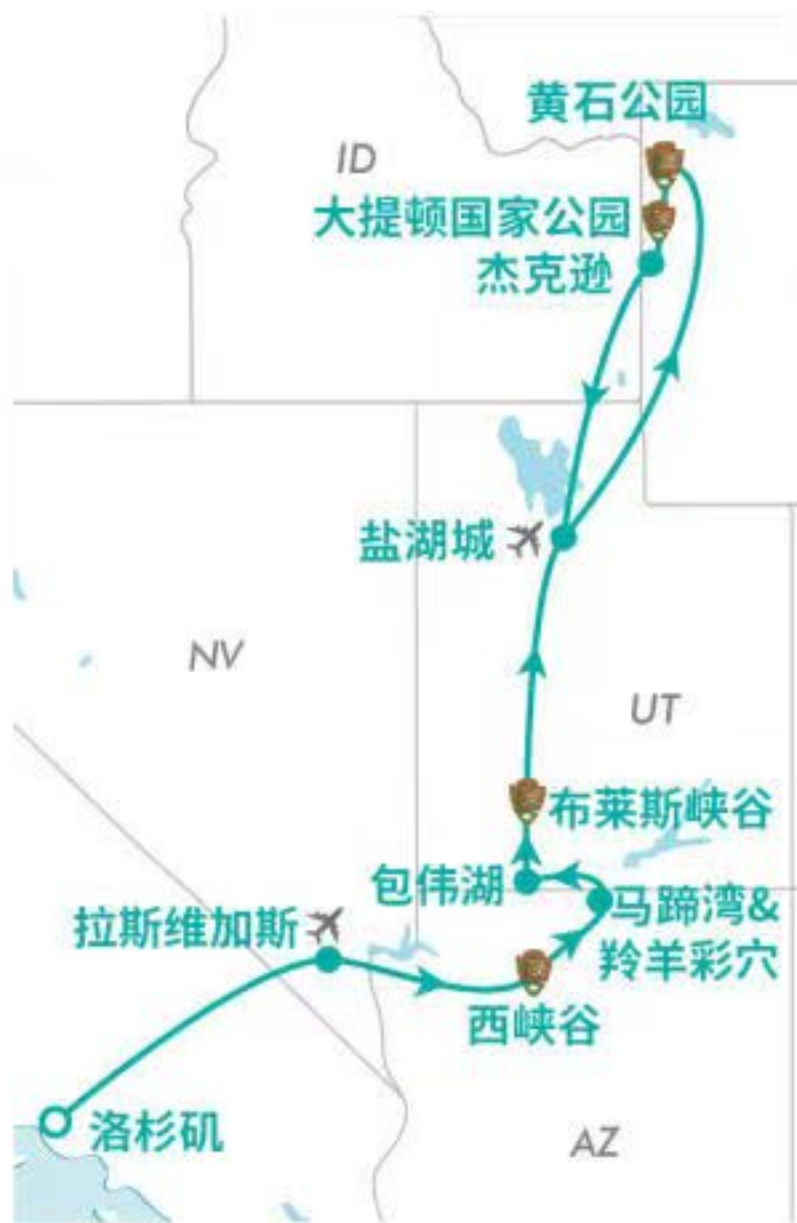 黄石公园
ID
大提顿国家公园
杰克逊
盐湖城
NV
UT
布莱斯峡谷
包伟湖
马蹄湾&
羚羊彩穴
拉斯维加斯
西峡谷
洛杉矶
AZ